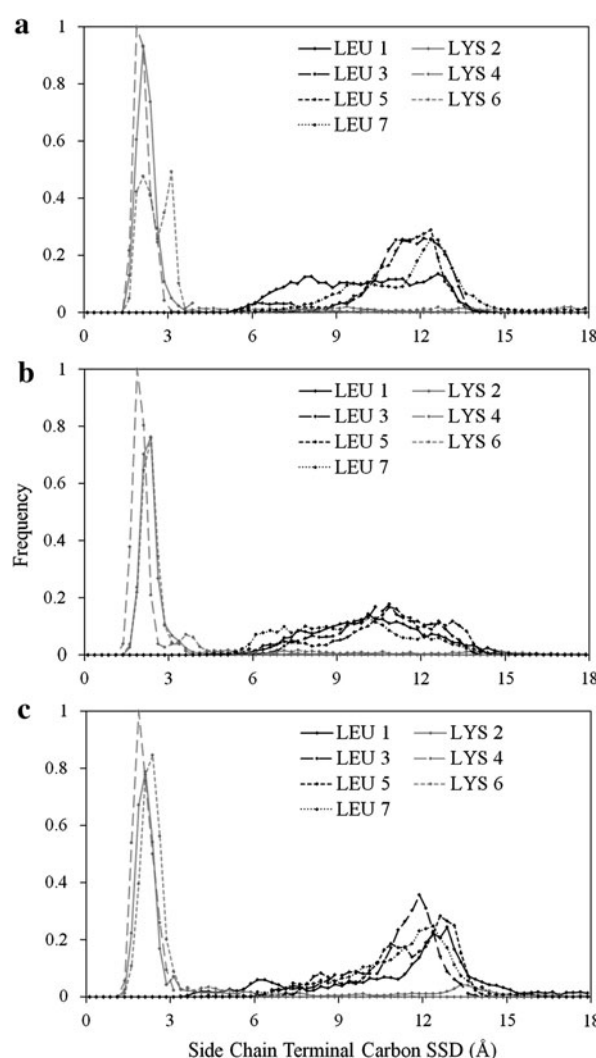 a
1
0.8
0.6
0.4
0.2
0
LEU 1 LYS 2
LEU 3 LYS 4
LEU 5 LYS 6
LEU 7
0 3 6 9 12 15 18
b
1
0.8
0.6
0.4
0.2
0
LEU 1 LYS 2
LEU 3 LYS 4
LEU 5 LYS 6
LEU 7
0 3 6 9 12 15 18
Frequency
c
1
0.8
0.6
0.4
0.2
0
LEU 1 LYS 2
LEU 3 LYS 4
LEU 5 LYS 6
LEU 7
0 3 6 9 12 15 18
Side Chain Terminal Carbon SSD (Å)